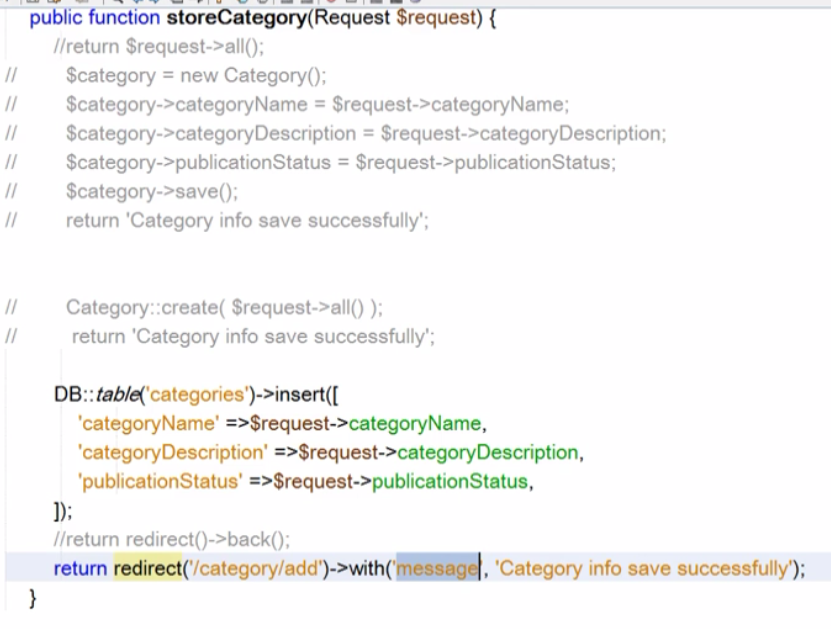 public function storeCategory(Request $request) {
//return $request->all();
// $category = new Category();
// $category->categoryName = $request->categoryName;
// $category->categoryDescription = $request->categoryDescription;
// $category->publicationStatus = $request->publicationStatus;
// $category->save();
// return 'Category info save successfully';
// Category::create( $request->all() );
// return 'Category info save successfully';
DB::table('categories')->insert([
'categoryName' =>$request->categoryName,
'categoryDescription' =>$request->categoryDescription,
'publicationStatus' =>$request->publicationStatus,
]);
//return redirect()->back();
return redirect('/category/add')->with('message', 'Category info save successfully');
}